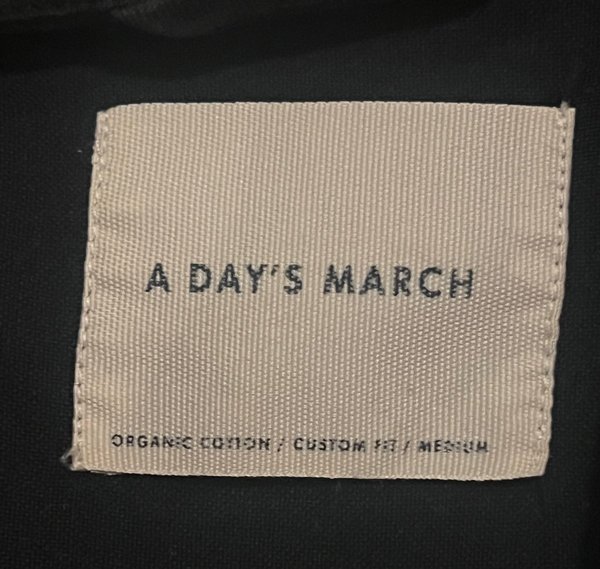 A DAY'S MARCH
ORGANIC COTTON / CUSTOM FIT / MEDIUM